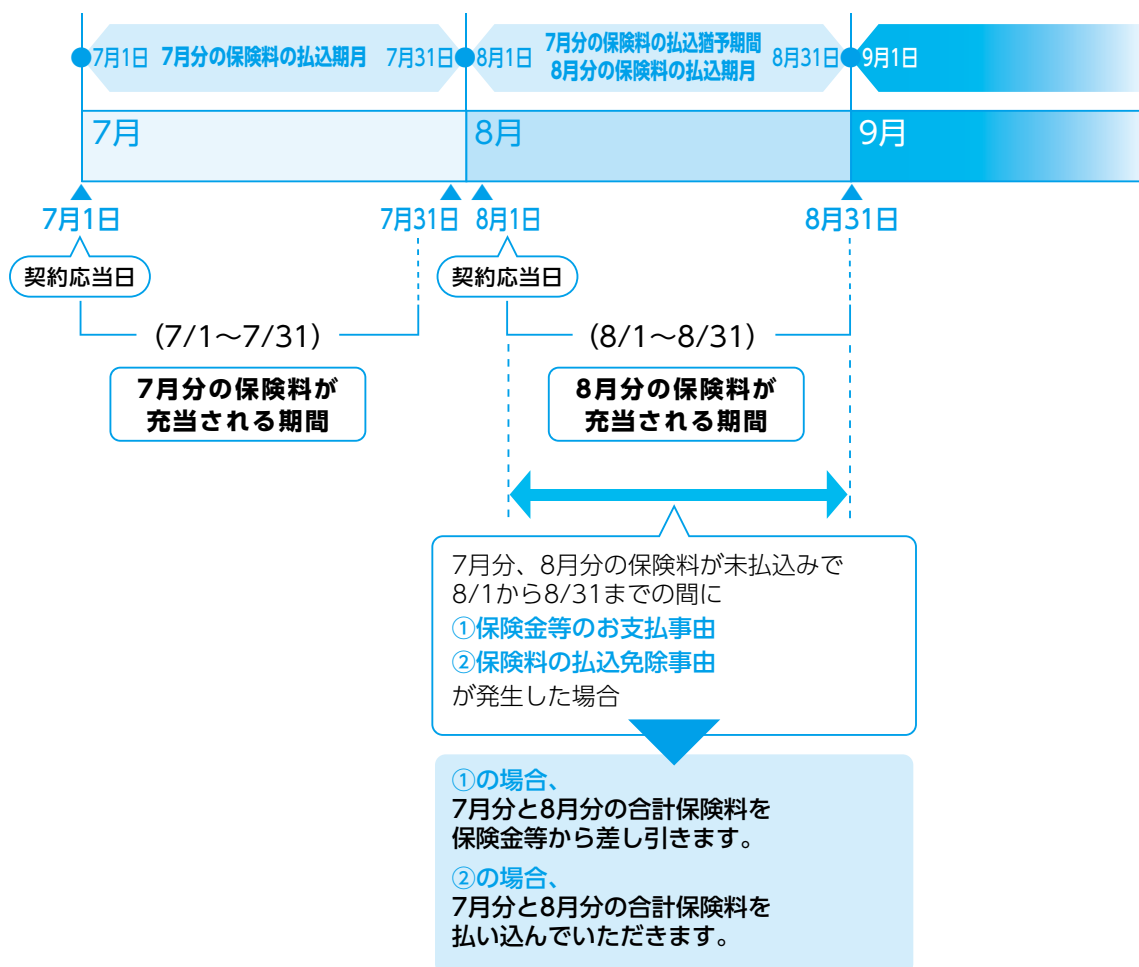 7月1日 7月分の保険料の払込期月 7月31日
8月1日 7月分の保険料の払込猶予期間
8月分の保険料の払込期月 8月31日
9月1日
7月 8月 9月
7月1日 7月31日 8月1日 8月31日
契約応当日 契約応当日
(7/1～7/31) (8/1～8/31)
7月分の保険料が
充当される期間
8月分の保険料が
充当される期間
7月分、8月分の保険料が未払込みで
8/1から8/31までの間に
①保険金等のお支払事由
②保険料の払込免除事由
が発生した場合
①の場合、
7月分と8月分の合計保険料を
保険金等から差し引きます。
②の場合、
7月分と8月分の合計保険料を
払い込んでいただきます。